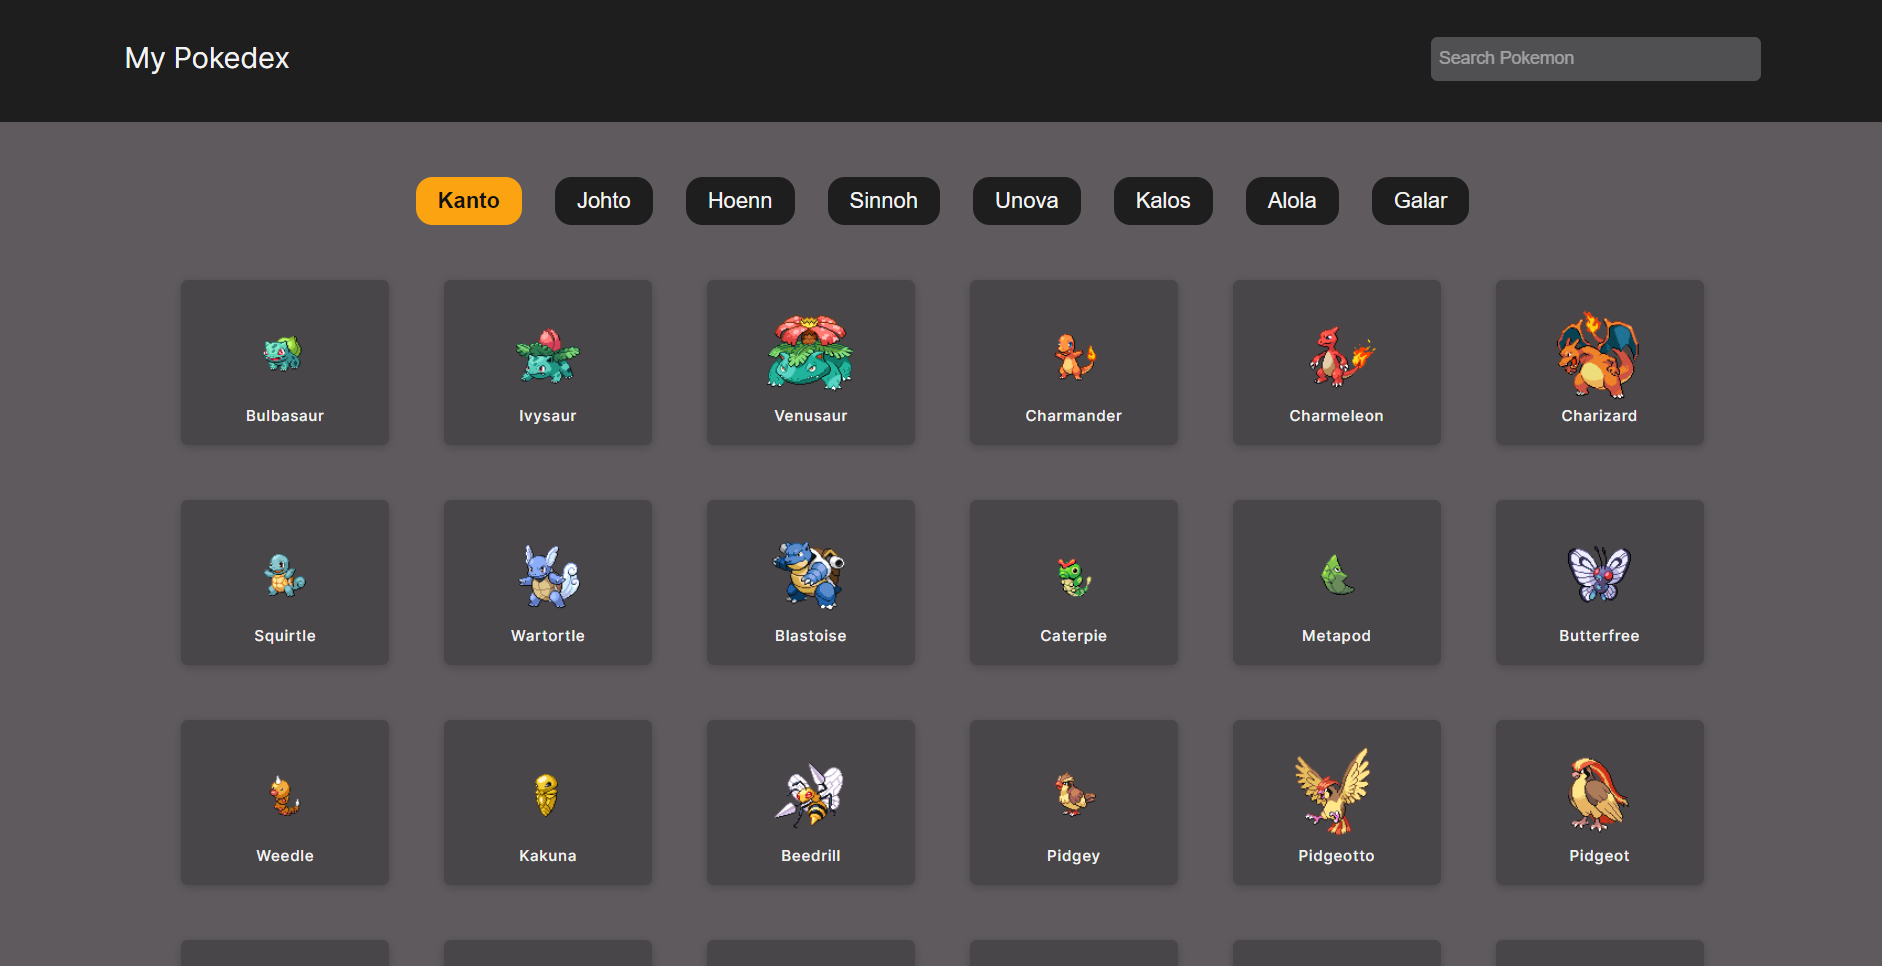 My Pokedex
Search Pokemon
Kanto Johto Hoenn Sinnoh Unova Kalos Alola Galar
Bulbasaur Ivysaur Venusaur Charmander Charmeleon Charizard
Squirtle Wartortle Blastoise Caterpie Metapod Butterfree
Weedle Kakuna Beedrill Pidgey Pidgeotto Pidgeot